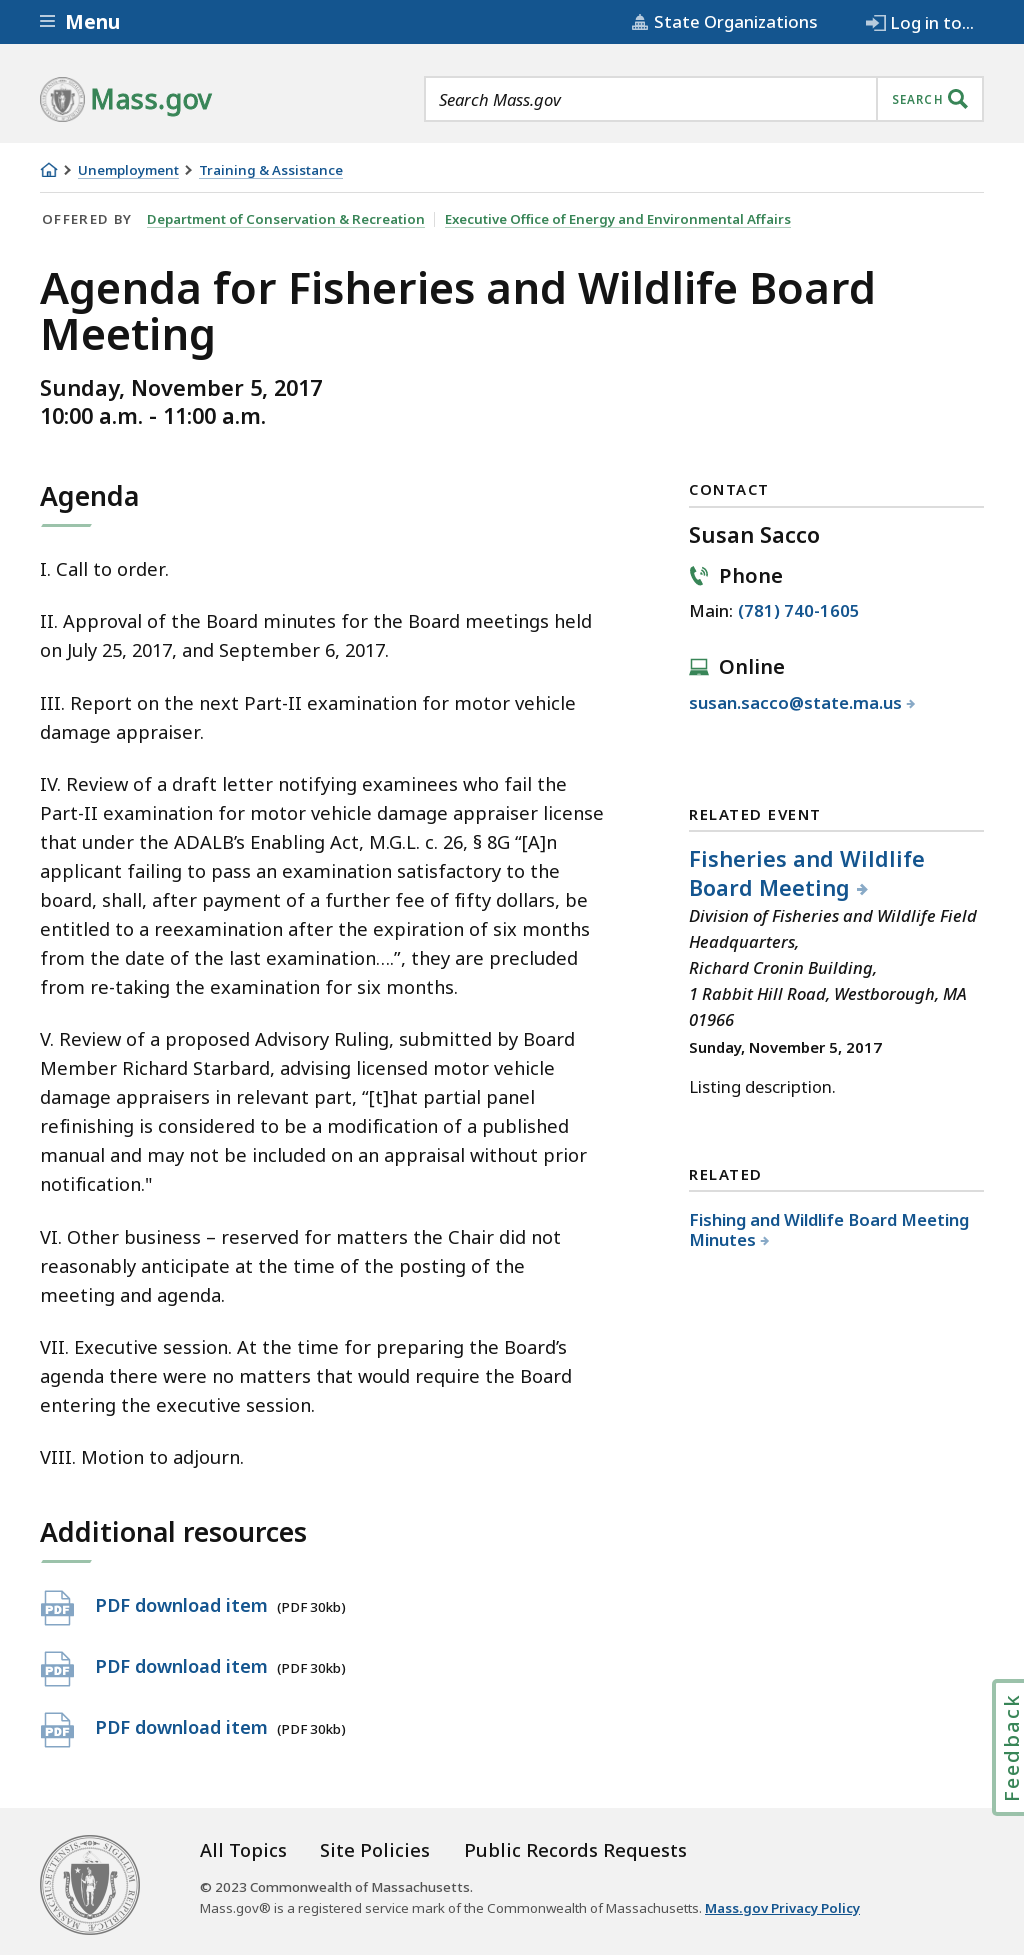 Menu
State Organizations
Log in to...
Mass.gov
Search Mass.gov
SEARCH
Unemployment
Training & Assistance
OFFERED BY
Department of Conservation & Recreation
Executive Office of Energy and Environmental Affairs
Agenda for Fisheries and Wildlife Board
Meeting
Sunday, November 5, 2017
10:00 a.m. - 11:00 a.m.
Agenda
I. Call to order.
II. Approval of the Board minutes for the Board meetings held
on July 25, 2017, and September 6, 2017.
III. Report on the next Part-II examination for motor vehicle
damage appraiser.
IV. Review of a draft letter notifying examinees who fail the
Part-II examination for motor vehicle damage appraiser license
that under the ADALB’s Enabling Act, M.G.L. c. 26, § 8G “[A]n
applicant failing to pass an examination satisfactory to the
board, shall, after payment of a further fee of fifty dollars, be
entitled to a reexamination after the expiration of six months
from the date of the last examination….”, they are precluded
from re-taking the examination for six months.
V. Review of a proposed Advisory Ruling, submitted by Board
Member Richard Starbard, advising licensed motor vehicle
damage appraisers in relevant part, “[t]hat partial panel
refinishing is considered to be a modification of a published
manual and may not be included on an appraisal without prior
notification."
VI. Other business – reserved for matters the Chair did not
reasonably anticipate at the time of the posting of the
meeting and agenda.
VII. Executive session. At the time for preparing the Board’s
agenda there were no matters that would require the Board
entering the executive session.
VIII. Motion to adjourn.
Additional resources
PDF
PDF download item (PDF 30kb)
PDF
PDF download item (PDF 30kb)
PDF
PDF download item (PDF 30kb)
CONTACT
Susan Sacco
Phone
Main: (781) 740-1605
Online
susan.sacco@state.ma.us
RELATED EVENT
Fisheries and Wildlife
Board Meeting
Division of Fisheries and Wildlife Field
Headquarters,
Richard Cronin Building,
1 Rabbit Hill Road, Westborough, MA
01966
Sunday, November 5, 2017
Listing description.
RELATED
Fishing and Wildlife Board Meeting
Minutes
Feedback
All Topics
Site Policies
Public Records Requests
© 2023 Commonwealth of Massachusetts.
Mass.gov® is a registered service mark of the Commonwealth of Massachusetts. Mass.gov Privacy Policy